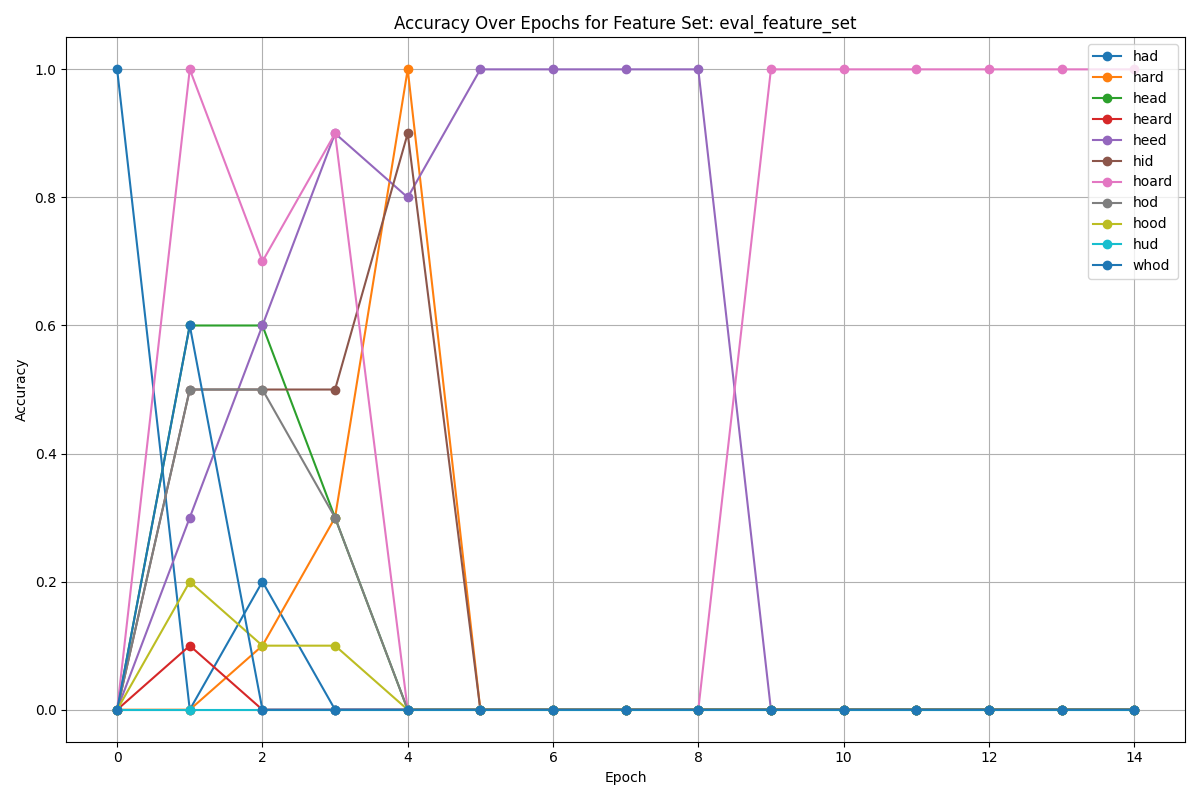 Accuracy Over Epochs for Feature Set: eval_feature_set
Accuracy
1.0
0.8
0.6
0.4
0.2
0.0
0
2
4
6
8
10
12
14
Epoch
had
hard
head
heard
heed
hid
hoard
hod
hood
hud
whod